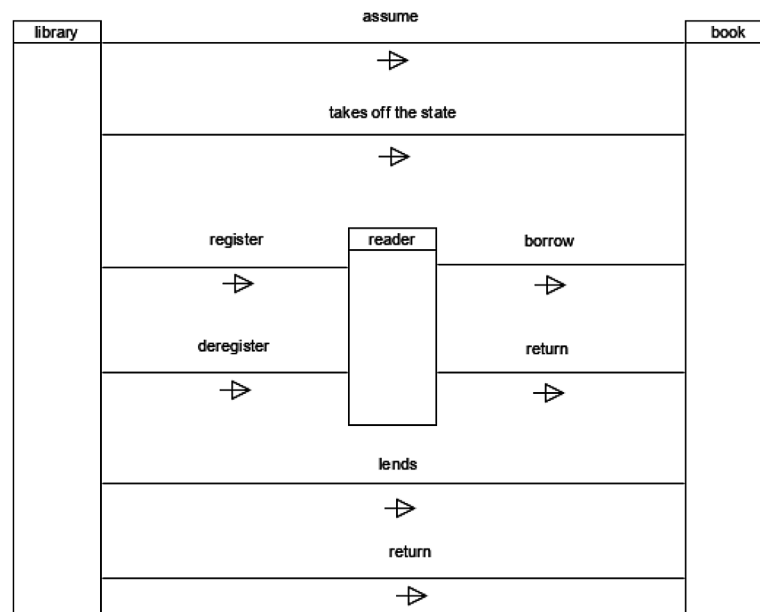 assume
library
book
takes off the state
register
reader
borrow
deregister
return
lends
return